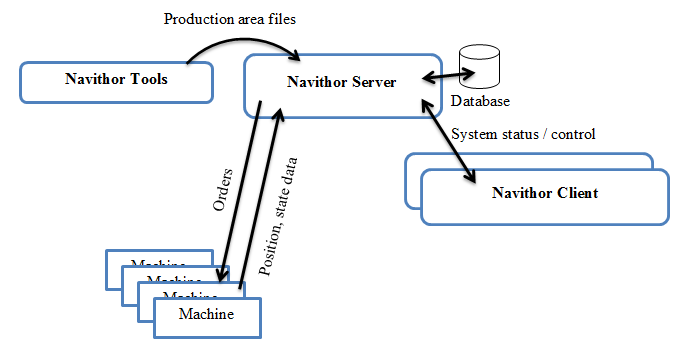 Production area files
Navithor Tools
Navithor Server
Database
System status / control
Navithor Client
Orders
Position, state data
Machine
Machine
Machine
Machine